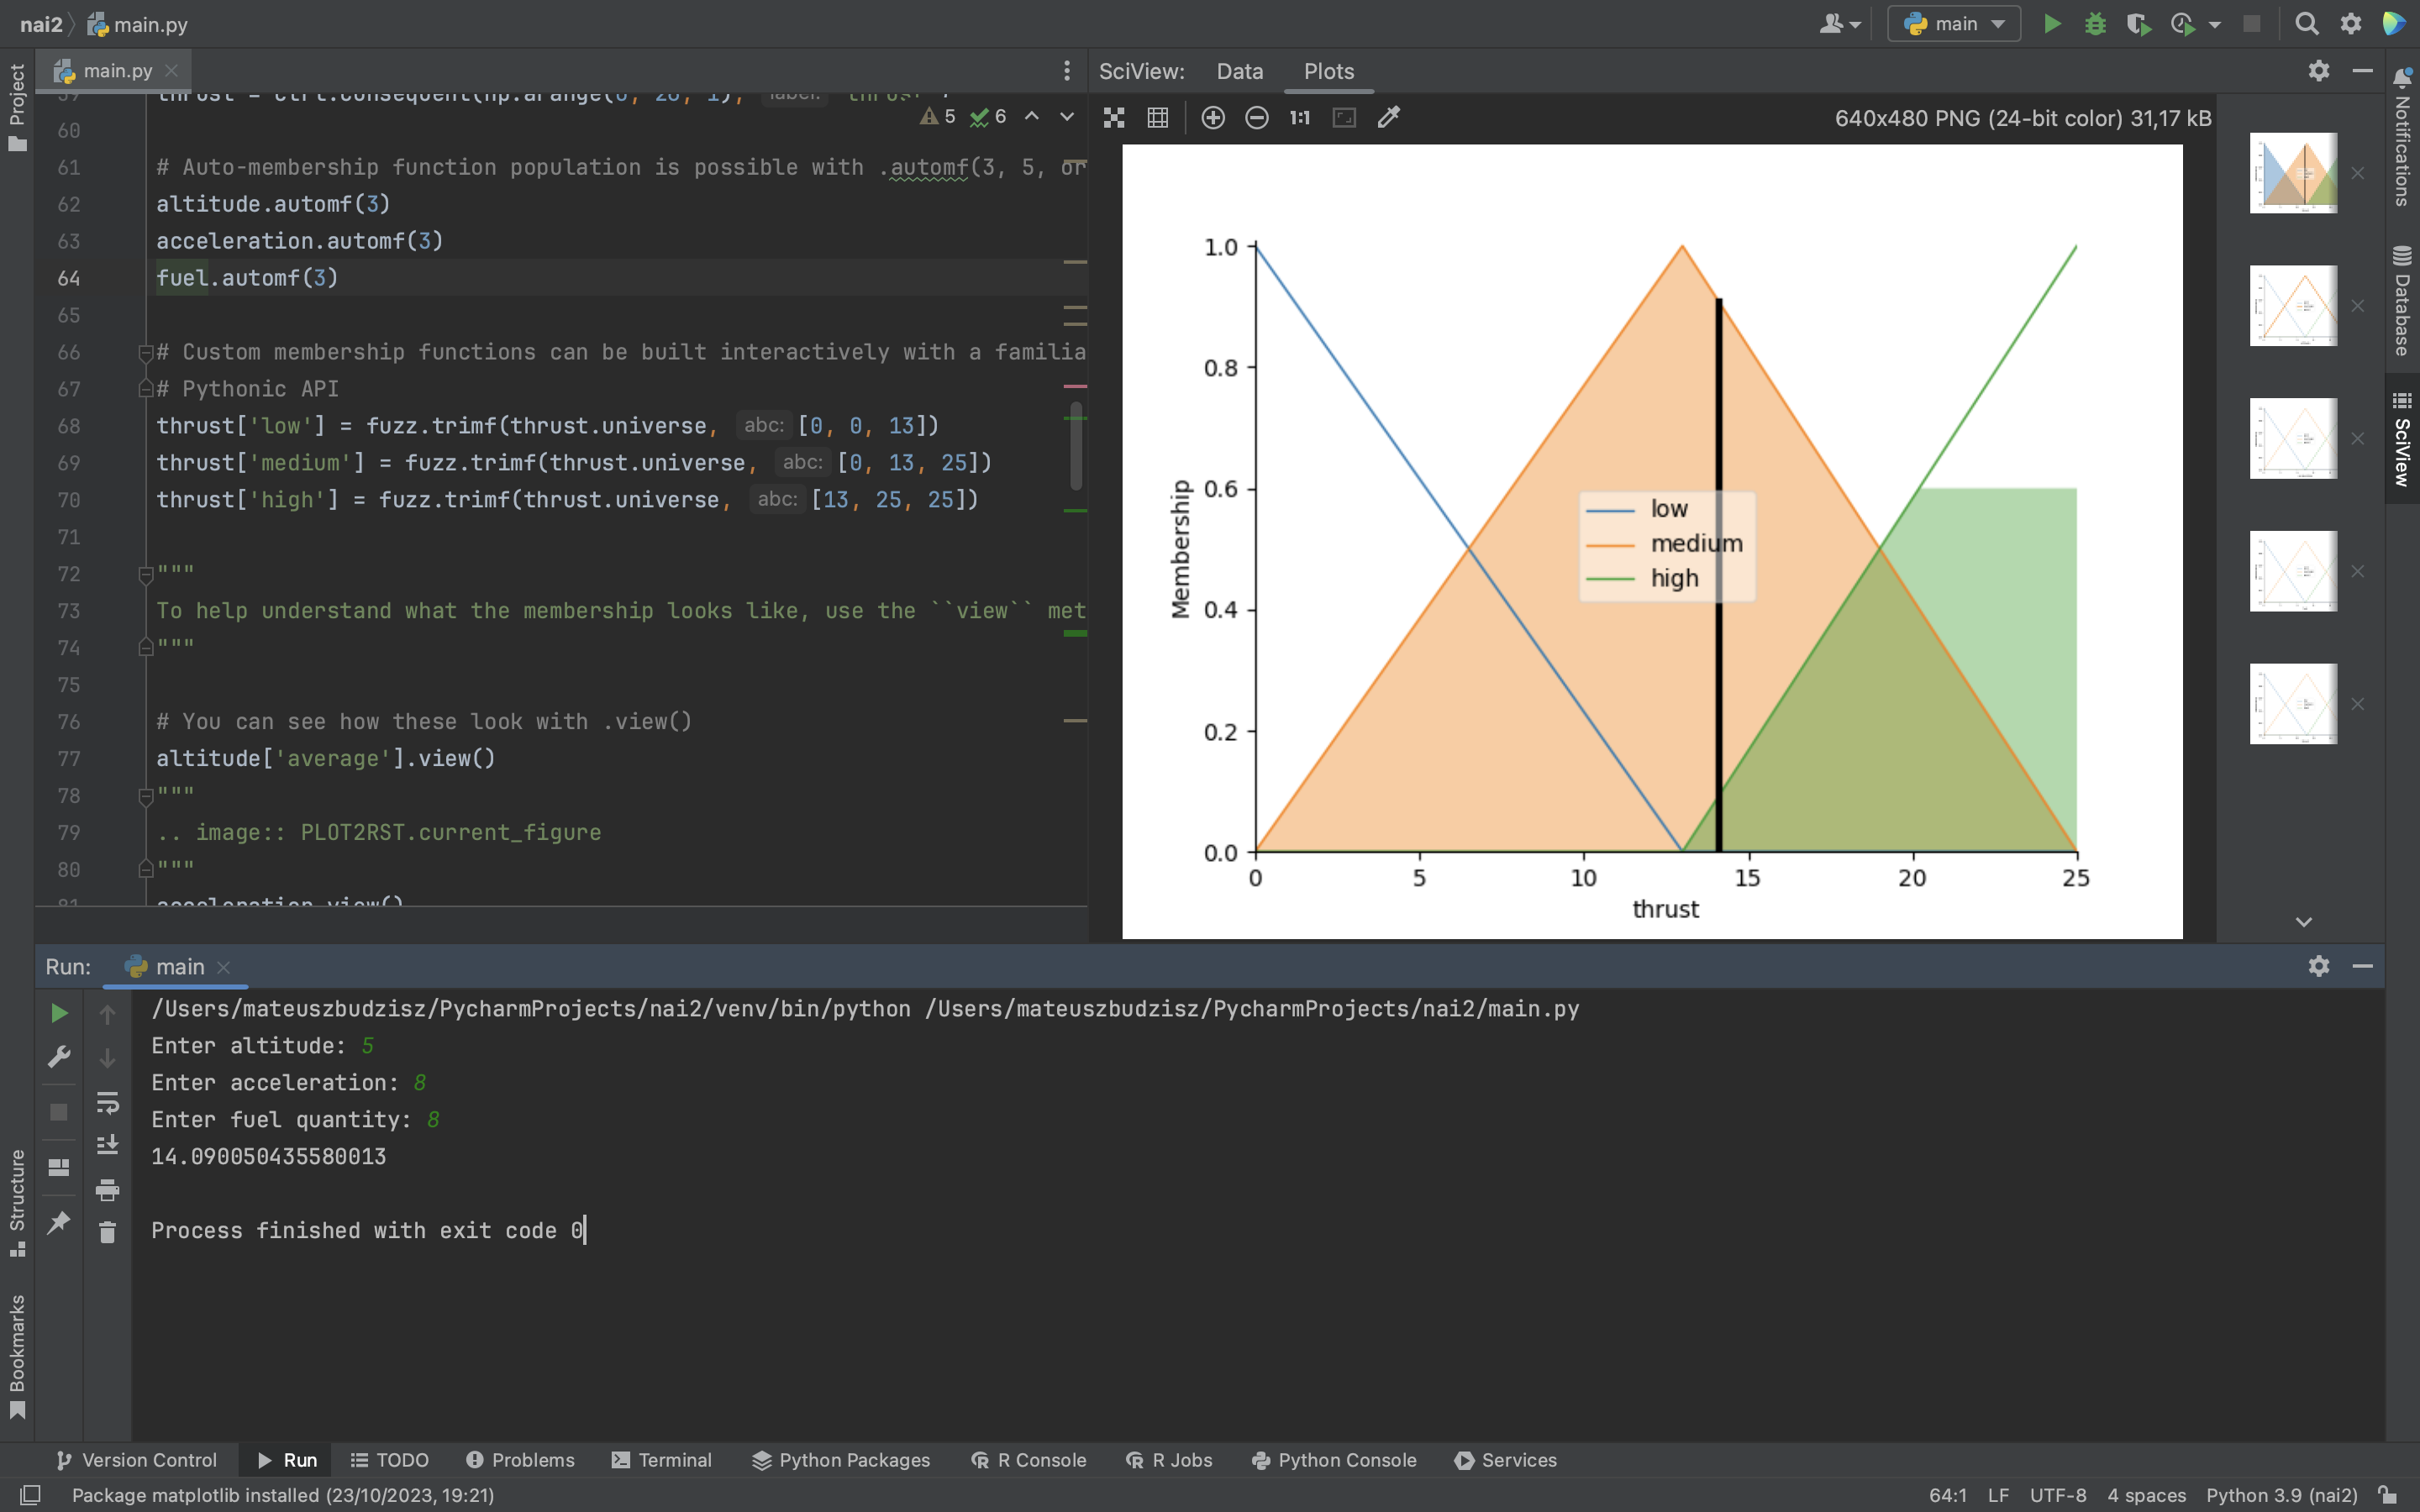 nai2 main.py main
main.py
SciView: Data Plots
640x480 PNG (24-bit color) 31,17 kB
5 6
60
61 # Auto-membership function population is possible with .automf(3, 5, or
62 altitude.automf(3)
63 acceleration.automf(3)
64 fuel.automf(3)
65
66 # Custom membership functions can be built interactively with a familia
67 # Pythonic API
68 thrust['low'] = fuzz.trimf(thrust.universe, abc: [0, 0, 13])
69 thrust['medium'] = fuzz.trimf(thrust.universe, abc: [0, 13, 25])
70 thrust['high'] = fuzz.trimf(thrust.universe, abc: [13, 25, 25])
71
72 """
73 To help understand what the membership looks like, use the ``view`` met
74 """
75
76 # You can see how these look with .view()
77 altitude['average'].view()
78 """
79 .. image:: PLOT2RST.current_figure
80 """
81 acceleration.view()
1.0
0.8
0.6
0.4
0.2
0.0
Membership
low
medium
high
0 5 10 15 20 25
thrust
Project
Structure
Bookmarks
Notifications
Database
SciView
Run: main
/Users/mateuszbudzisz/PycharmProjects/nai2/venv/bin/python /Users/mateuszbudzisz/PycharmProjects/nai2/main.py
Enter altitude: 5
Enter acceleration: 8
Enter fuel quantity: 8
14.090050435580013
Process finished with exit code 0
Version Control Run TODO Problems Terminal Python Packages R Console R Jobs Python Console Services
Package matplotlib installed (23/10/2023, 19:21) 64:1 LF UTF-8 4 spaces Python 3.9 (nai2)